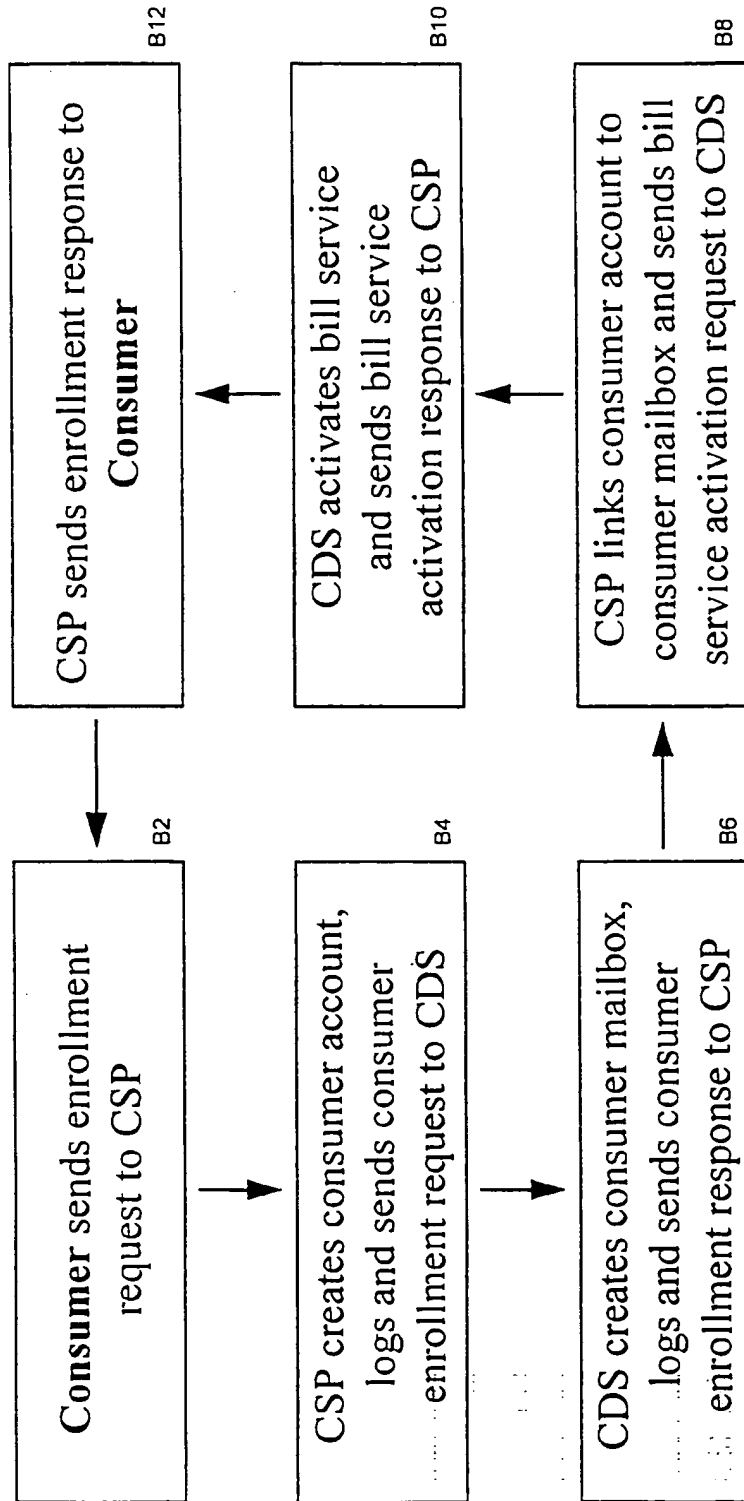 Consumer sends enrollment
request to CSP
B2
CSP creates consumer account,
logs and sends consumer
enrollment request to CDS
B4
CDS creates consumer mailbox,
logs and sends consumer
enrollment response to CSP
B6
CSP links consumer account to
consumer mailbox and sends bill
service activation request to CDS
B8
CDS activates bill service
and sends bill service
activation response to CSP
B10
CSP sends enrollment response to
Consumer
B12